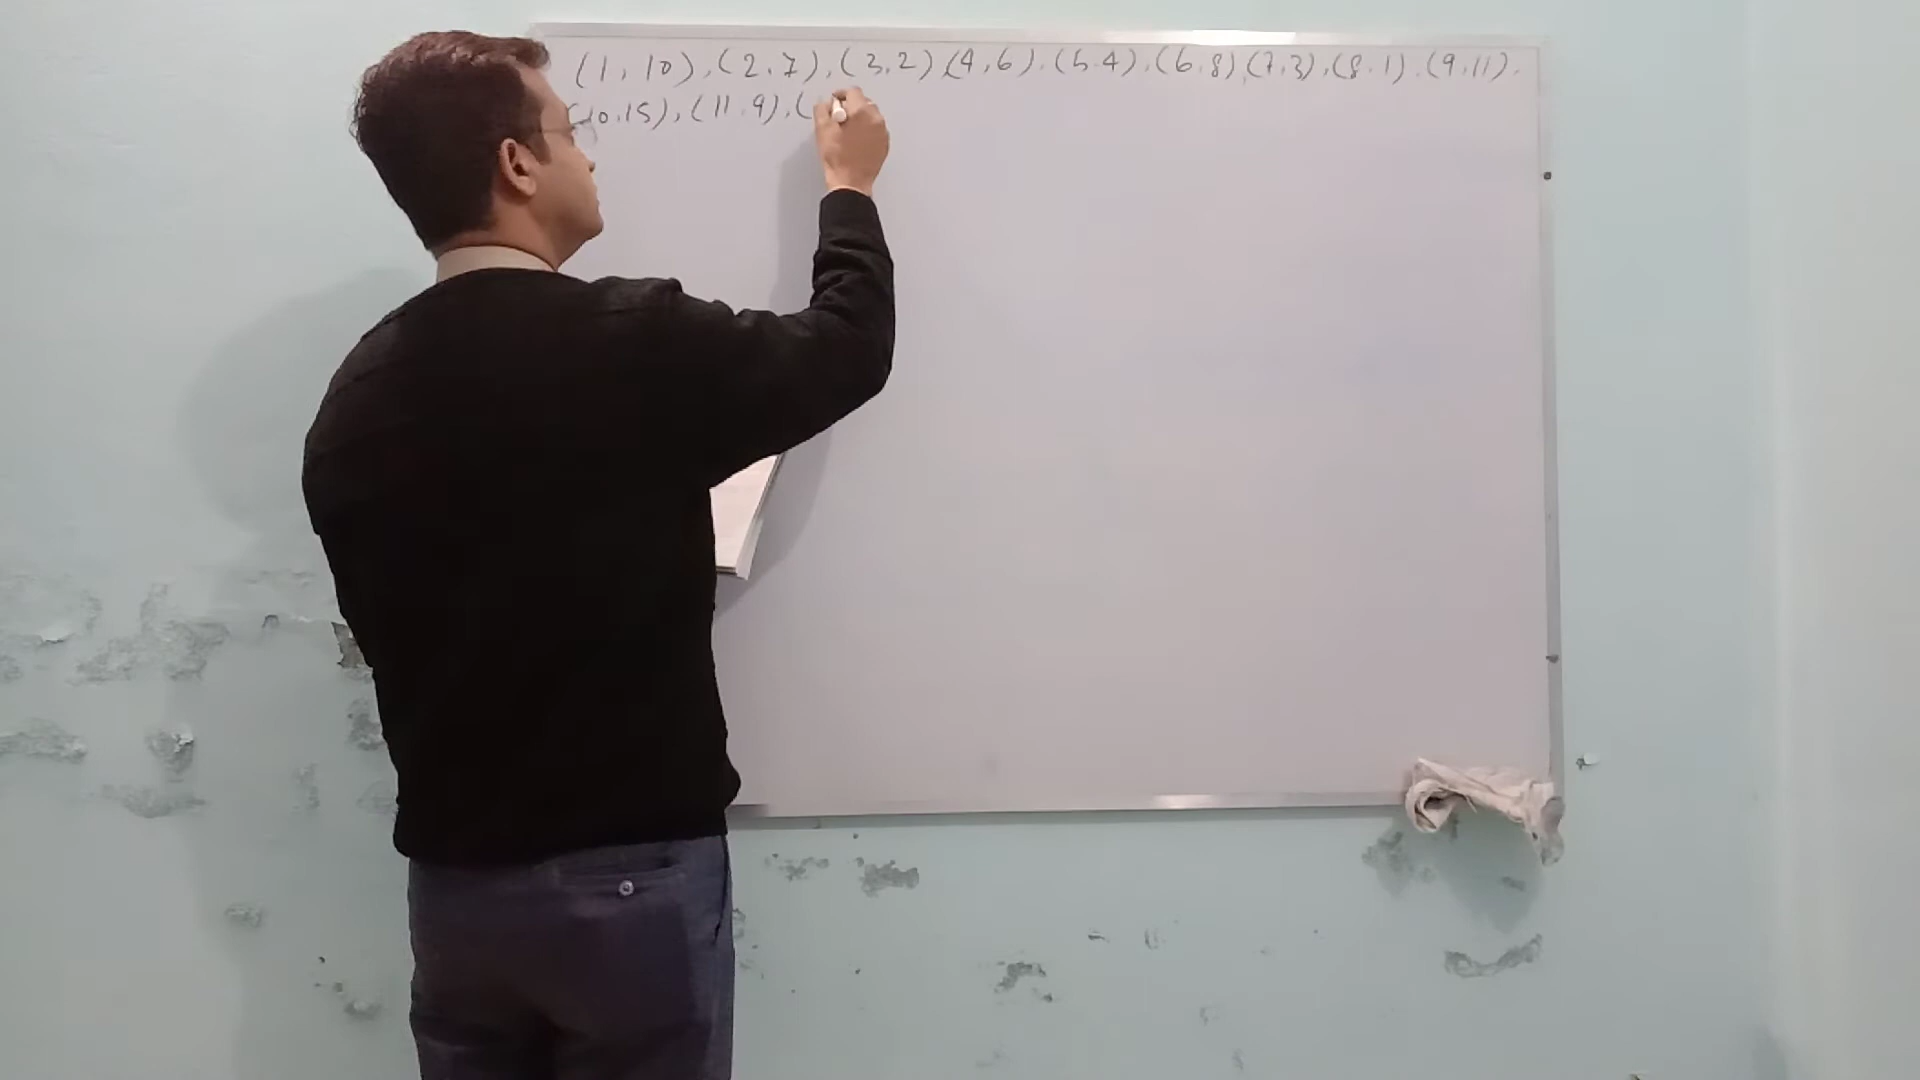 (1, 10), (2,7), (3,2) (4,6), (5,4), (6,8), (7,3), (8,1), (9,11),
(10,15), (11,9), (